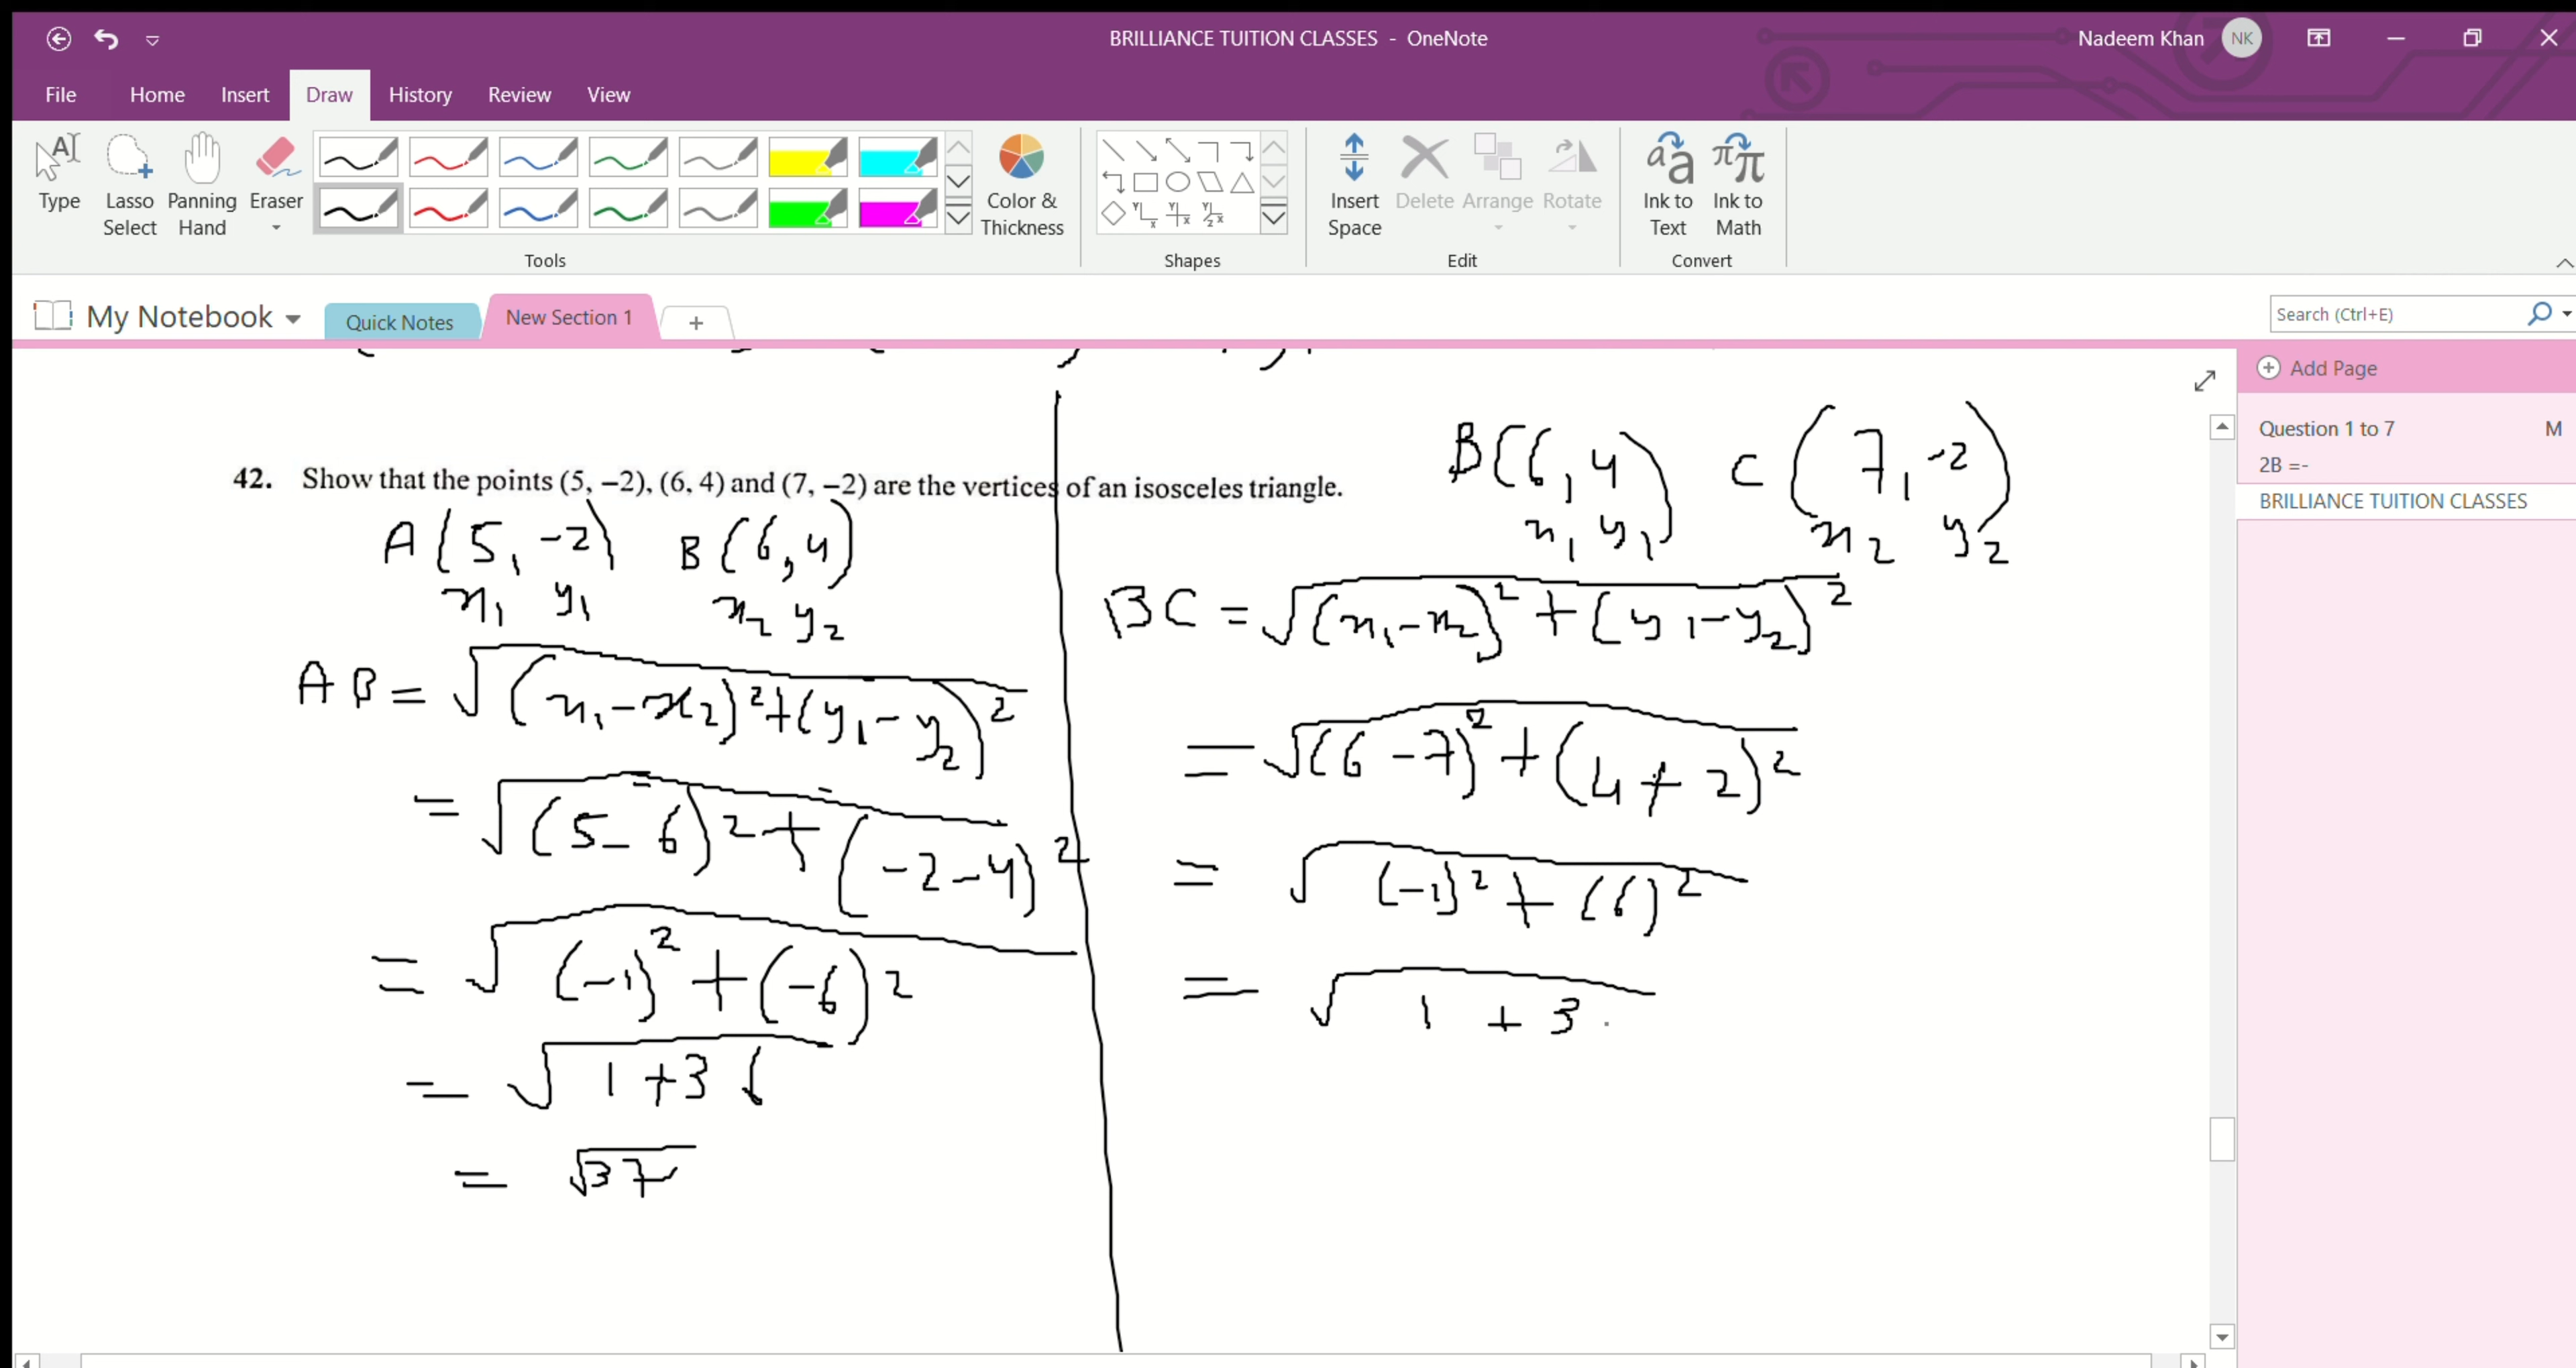 BRILLIANCE TUITION CLASSES - OneNote
Nadeem Khan NK
File Home Insert Draw History Review View
Type
Lasso Select
Panning Hand
Eraser
Color & Thickness
Insert Space
Delete
Arrange
Rotate
Ink to Text
Ink to Math
Tools Shapes Edit Convert
My Notebook Quick Notes New Section 1 +
Search (Ctrl+E)
Add Page
Question 1 to 7 M
2B =-
BRILLIANCE TUITION CLASSES
42. Show that the points (5, −2), (6, 4) and (7, −2) are the vertices of an isosceles triangle.
A(5, -2) B(6, 4)
x₁ y₁ x₂ y₂
AB = √(x₁-x₂)²+(y₁-y₂)²
= √(5-6)²+(-2-4)²
= √(-1)²+(-6)²
= √1+36
= √37
B(6, 4) C(7, -2)
x₁ y₁ x₂ y₂
BC = √(x₁-x₂)²+(y₁-y₂)²
= √(6-7)²+(4+2)²
= √(-1)²+(6)²
= √1+3